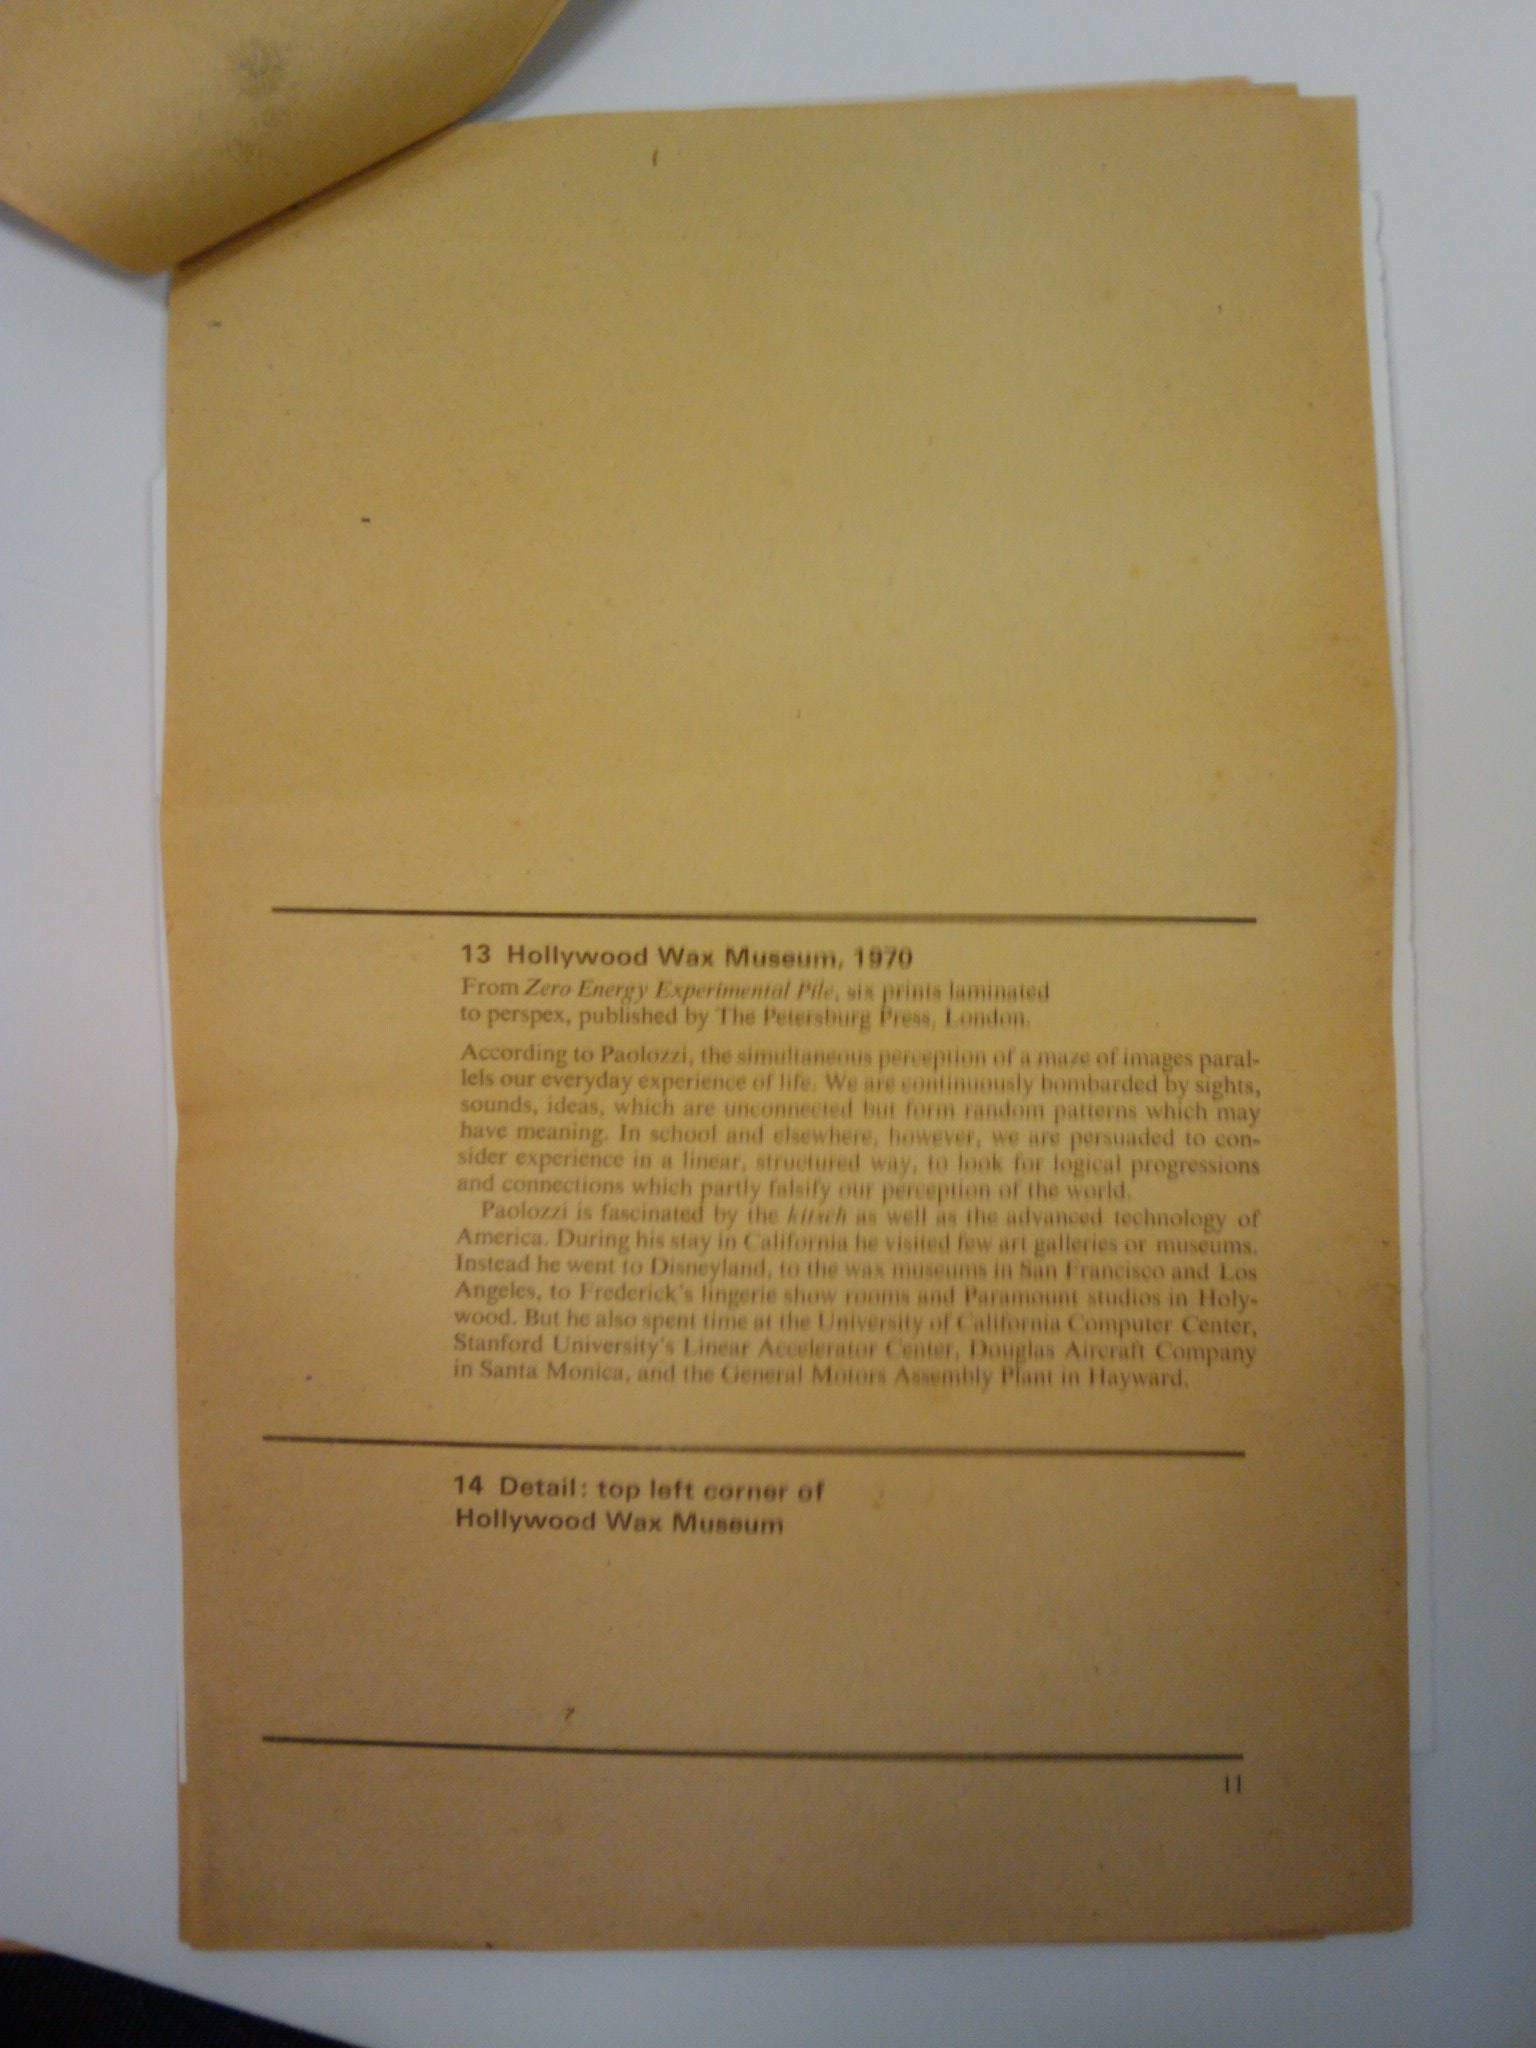 13 Hollywood Wax Museum, 1970
From Zero Energy Experimental Pile, six prints laminated
to perspex, published by The Petersburg Press, London.
According to Paolozzi, the simultaneous perception of a maze of images paral-
lels our everyday experience of life. We are continuously bombarded by sights,
sounds, ideas, which are unconnected but form random patterns which may
have meaning. In school and elsewhere, however, we are persuaded to con-
sider experience in a linear, structured way, to look for logical progressions
and connections which partly falsify our perception of the world.
Paolozzi is fascinated by the kitsch as well as the advanced technology of
America. During his stay in California he visited few art galleries or museums.
Instead he went to Disneyland, to the wax museums in San Francisco and Los
Angeles, to Frederick's lingerie show rooms and Paramount studios in Holy-
wood. But he also spent time at the University of California Computer Center,
Stanford University's Linear Accelerator Center, Douglas Aircraft Company
in Santa Monica, and the General Motors Assembly Plant in Hayward.
14 Detail: top left corner of
Hollywood Wax Museum
11